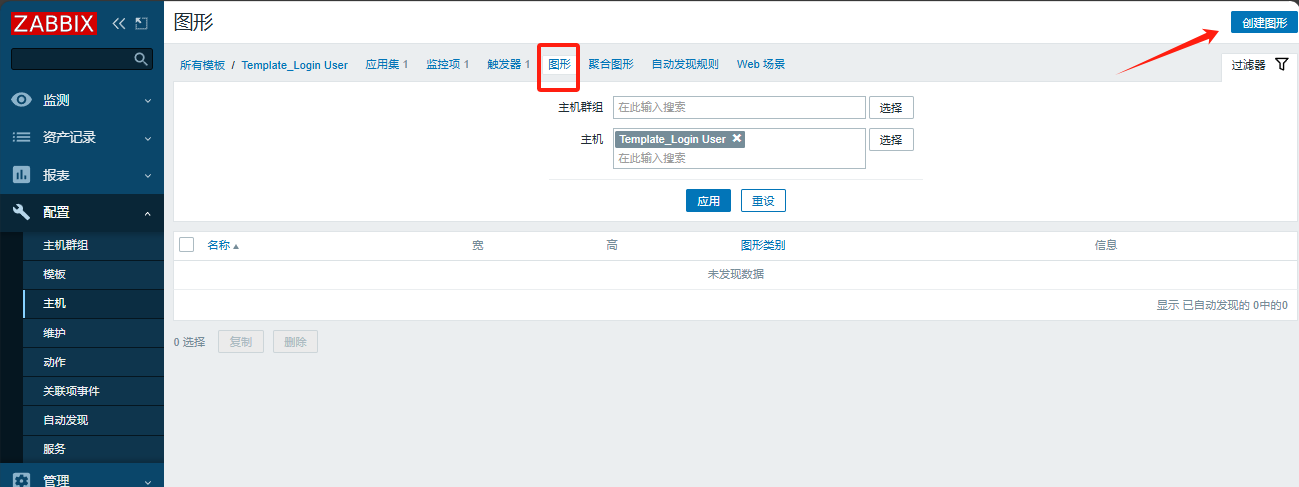 ZABBIX
图形
创建图形
所有模板 / Template_Login User 应用集 1 监控项 1 触发器 1 图形 聚合图形 自动发现规则 Web 场景
过滤器
监测
资产记录
报表
配置
主机群组
模板
主机
维护
动作
关联项事件
自动发现
服务
管理
主机群组 在此输入搜索 选择
主机 Template_Login User 选择
在此输入搜索
应用 重设
名称 宽 高 图形类别 信息
未发现数据
显示 已自动发现的 0中的0
0 选择 复制 删除